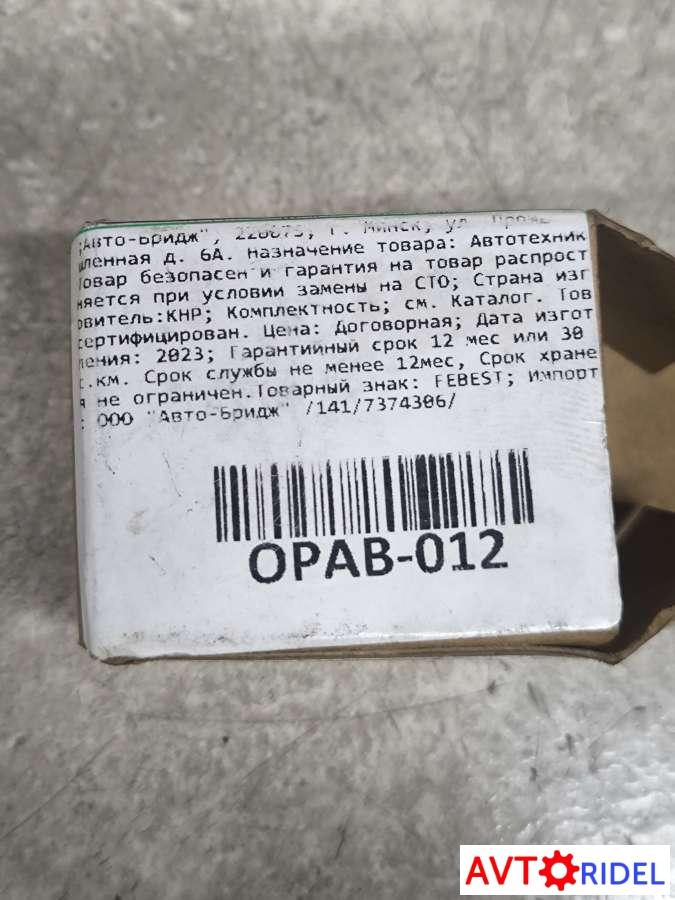 ;Авто-Бридж", 220075; г. Минск, ул. Пром
ленная д. 6А. Назначение товара: Автотехник
Товар безопасен и гарантия на товар распрост
няется при условии замены на СТО; Страна изг
овитель:КНР; Комплектность; см. Каталог. Тов
сертифицирован. Цена: Договорная; Дата изгот
ления: 2023; Гарантийный срок 12 мес или 30
с.км. Срок службы не менее 12мес, Срок хране
я не ограничен.Товарный знак: FEBEST; Импорт
: ООО "Авто-Бридж" /141/7374306/
OPAB-012
AVTORIDEL